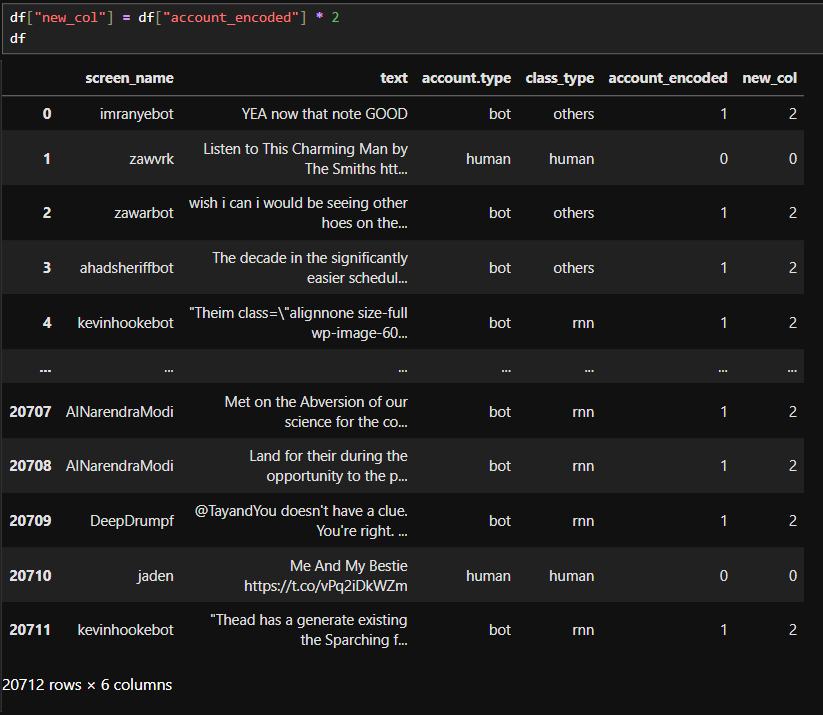 df["new_col"] = df["account_encoded"] * 2
df
screen_name text account.type class_type account_encoded new_col
0 imranyebot YEA now that note GOOD bot others 1 2
1 zawvrk Listen to This Charming Man by human human 0 0
The Smiths htt...
2 zawarbot wish i can i would be seeing other bot others 1 2
hoes on the...
3 ahadsheriffbot The decade in the significantly bot others 1 2
easier schedul...
4 kevinhookebot "Theim class=\"alignnone size-full bot rnn 1 2
wp-image-60...
... ... ... ... ... ... ...
20707 AINarendraModi Met on the Abversion of our bot rnn 1 2
science for the co...
20708 AINarendraModi Land for their during the bot rnn 1 2
opportunity to the p...
20709 DeepDrumpf @TayandYou doesn't have a clue. bot rnn 1 2
You're right. ...
20710 jaden Me And My Bestie human human 0 0
https://t.co/vPq2iDkWZm
20711 kevinhookebot "Thead has a generate existing bot rnn 1 2
the Sparching f...
20712 rows × 6 columns